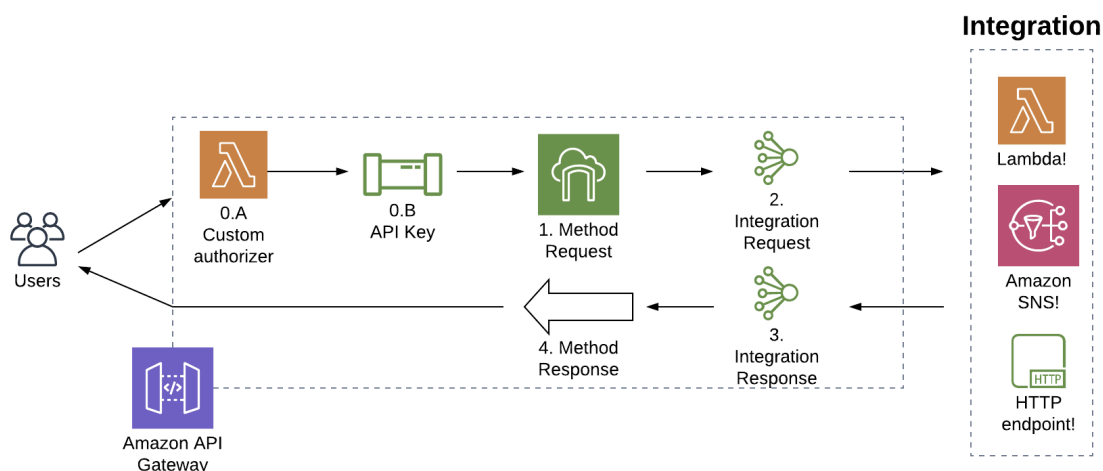 Integration
Lambda!
0.A
Custom
authorizer
0.B
API Key
1. Method
Request
2.
Integration
Request
Users
Amazon
SNS!
4. Method
Response
3.
Integration
Response
</>
HTTP
HTTP
endpoint!
Amazon API
Gateway